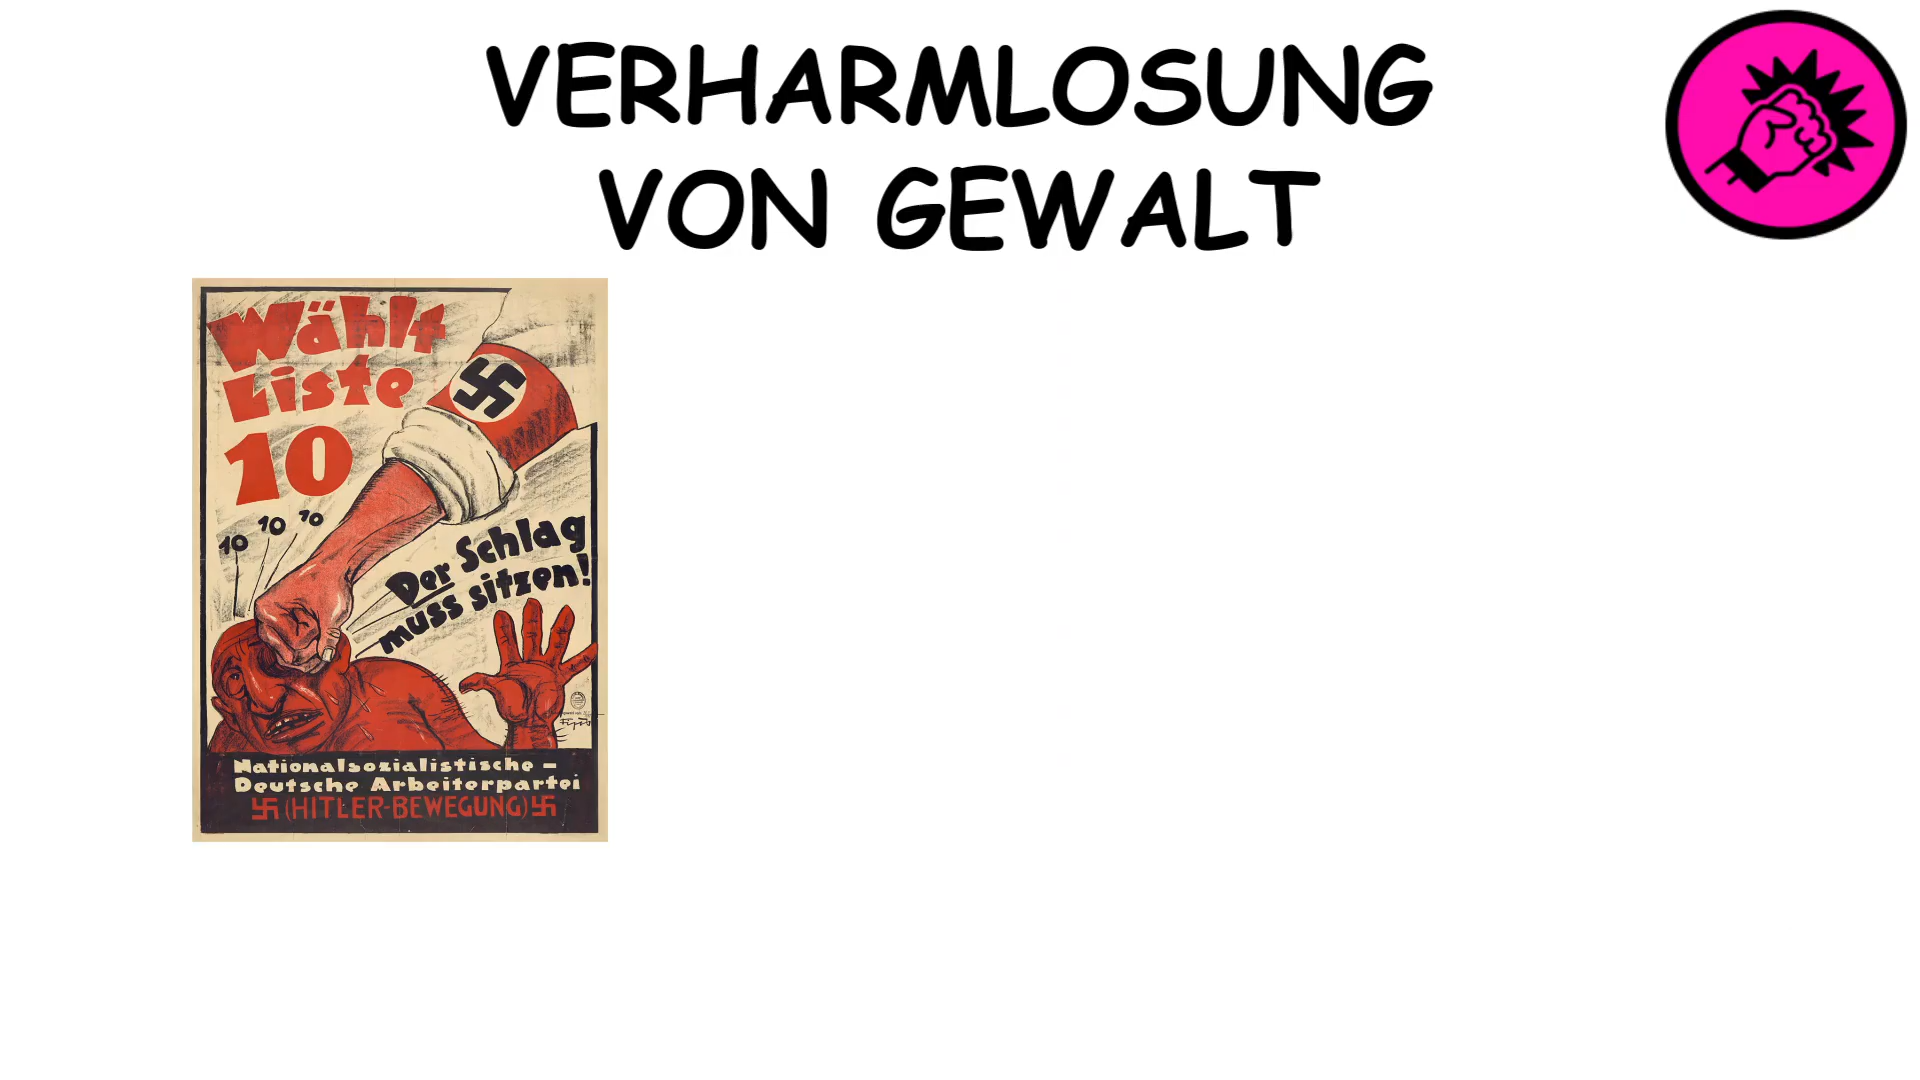 VERHARMLOSUNG
VON GEWALT
Wählt
Liste
10
10 10 10
Der Schlag
muss sitzen!
Nationalsozialistische –
Deutsche Arbeiterpartei
(HITLER-BEWEGUNG)